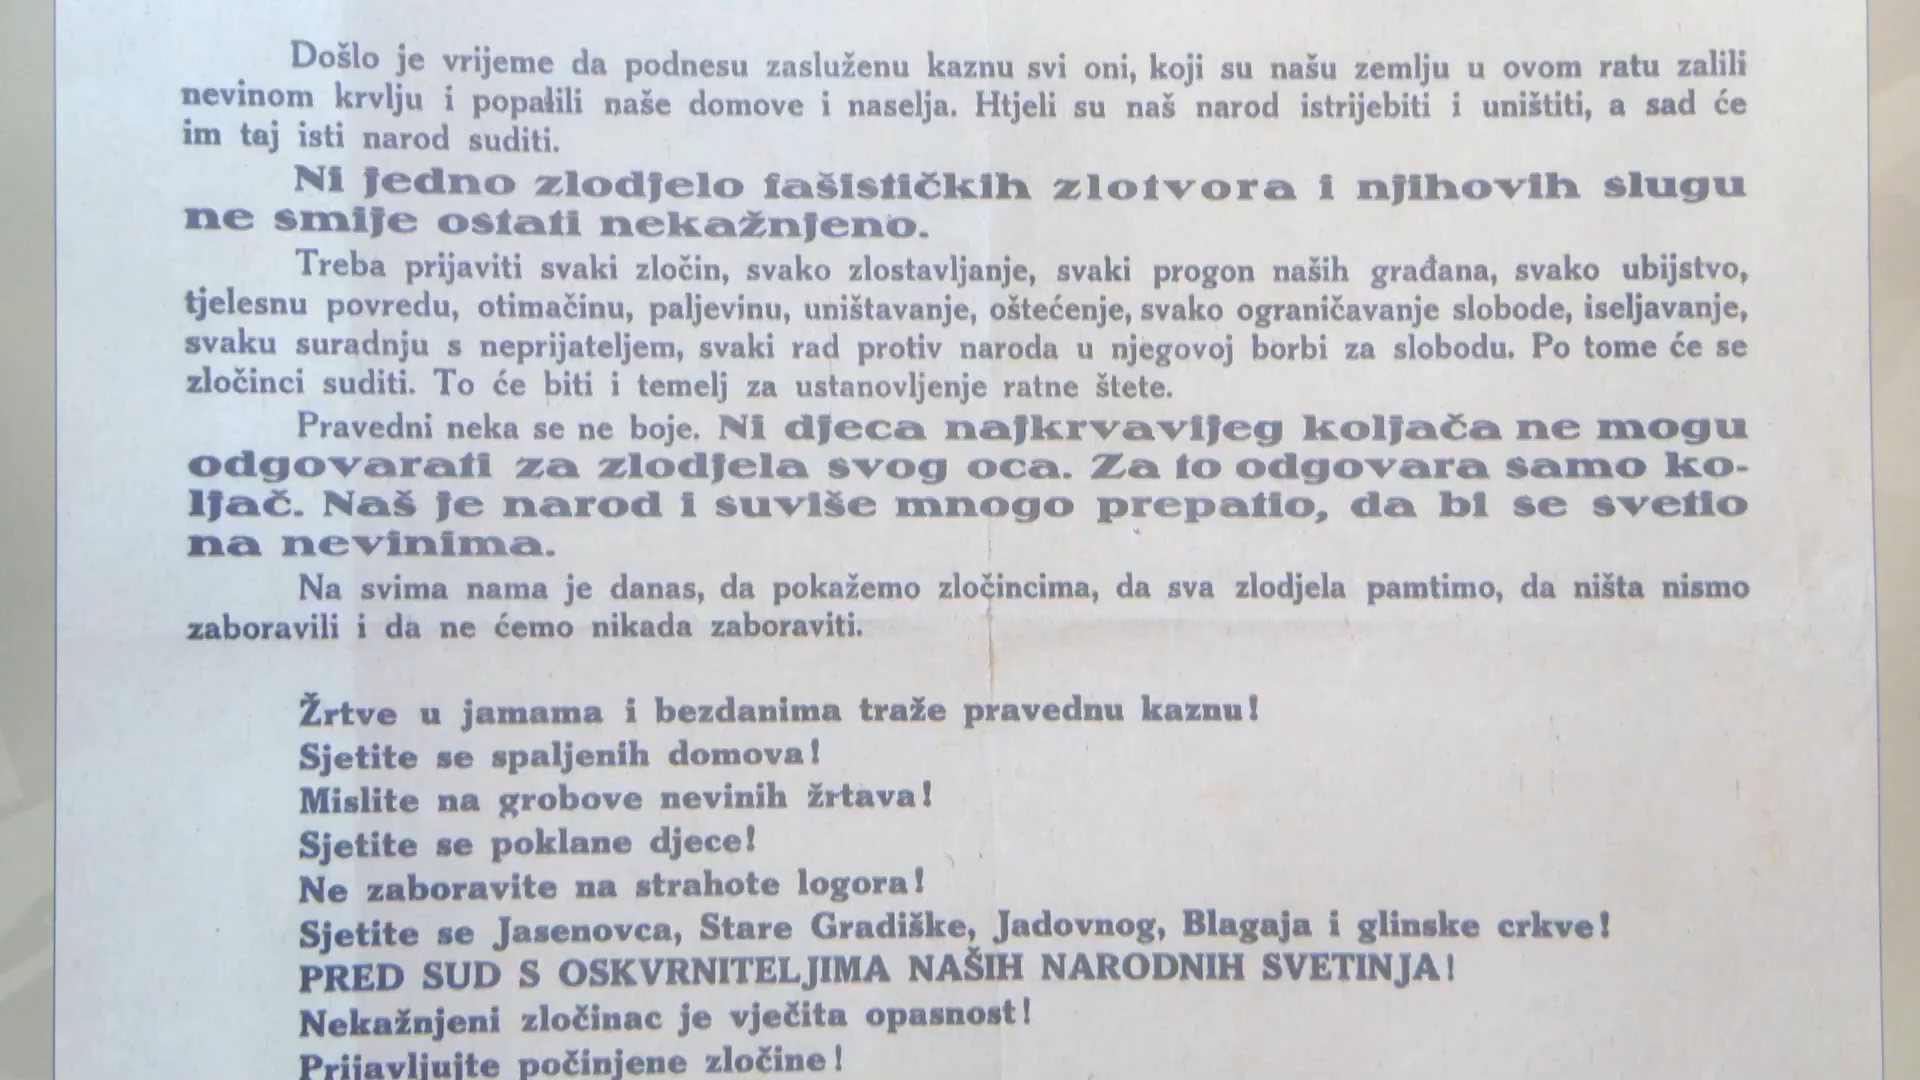 Došlo je vrijeme da podnesu zasluženu kaznu svi oni, koji su našu zemlju u ovom ratu zalili
nevinom krvlju i popalili naše domove i naselja. Htjeli su naš narod istrijebiti i uništiti, a sad će
im taj isti narod suditi.
Ni jedno zlodjelo fašističkih zlotvora i njihovih slugu
ne smije ostati nekažnjeno.
Treba prijaviti svaki zločin, svako zlostavljanje, svaki progon naših građana, svako ubijstvo,
tjelesnu povredu, otimačinu, paljevinu, uništavanje, oštećenje, svako ograničavanje slobode, iseljavanje,
svaku suradnju s neprijateljem, svaki rad protiv naroda u njegovoj borbi za slobodu. Po tome će se
zločinci suditi. To će biti i temelj za ustanovljenje ratne štete.
Pravedni neka se ne boje. Ni djeca najkrvavijeg koljača ne mogu
odgovarati za zlodjela svog oca. Za to odgovara samo ko-
ljač. Naš je narod i suviše mnogo prepatio, da bi se svetio
na nevinima.
Na svima nama je danas, da pokažemo zločincima, da sva zlodjela pamtimo, da ništa nismo
zaboravili i da ne ćemo nikada zaboraviti.
Žrtve u jamama i bezdanima traže pravednu kaznu!
Sjetite se spaljenih domova!
Mislite na grobove nevinih žrtava!
Sjetite se poklane djece!
Ne zaboravite na strahote logora!
Sjetite se Jasenovca, Stare Gradiške, Jadovnog, Blagaja i glinske crkve!
PRED SUD S OSKVRNITELJIMA NAŠIH NARODNIH SVETINJA!
Nekažnjeni zločinac je vječita opasnost!
Prijavljujte počinjene zločine!